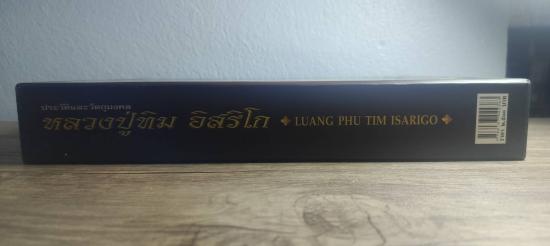 ประวัติและวัตถุมงคล
หลวงปู่ทิม อิสริโก ❖ LUANG PHU TIM ISARIGO ❖